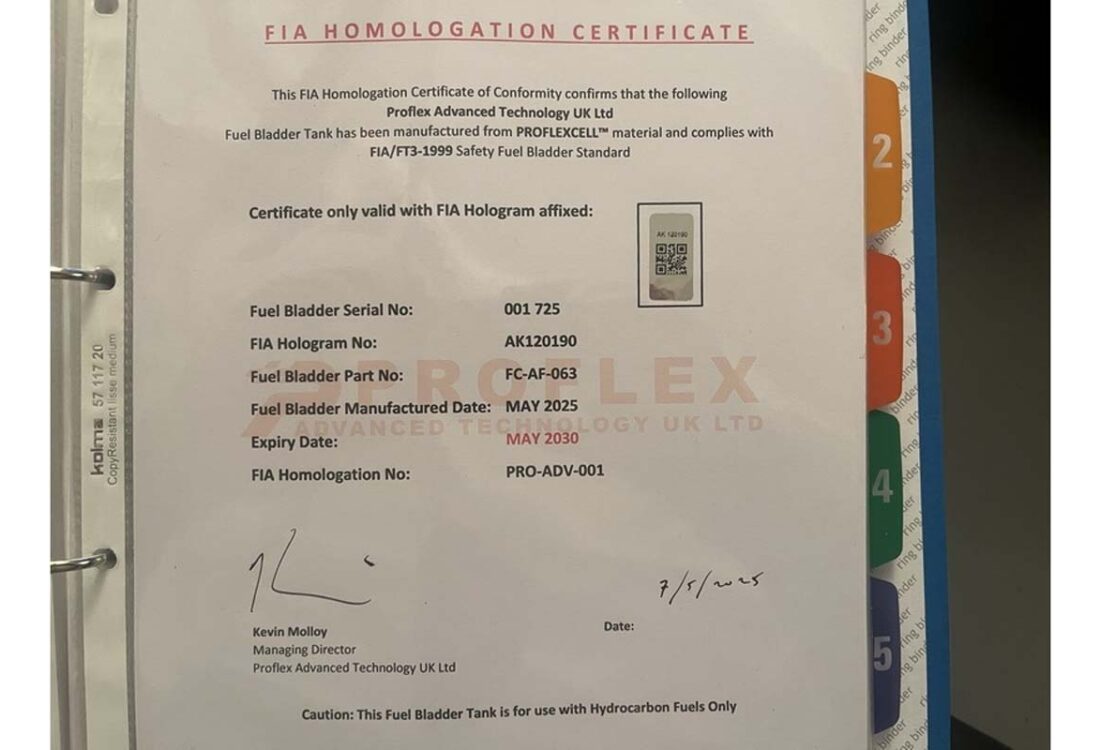 FIA HOMOLOGATION CERTIFICATE
This FIA Homologation Certificate of Conformity confirms that the following
Proflex Advanced Technology UK Ltd
Fuel Bladder Tank has been manufactured from PROFLEXCELL™ material and complies with
FIA/FT3-1999 Safety Fuel Bladder Standard
Certificate only valid with FIA Hologram affixed:
AK 120190
Fuel Bladder Serial No: 001 725
FIA Hologram No: AK120190
Fuel Bladder Part No: FC-AF-063
Fuel Bladder Manufactured Date: MAY 2025
Expiry Date: MAY 2030
FIA Homologation No: PRO-ADV-001
PROFLEX
ADVANCED TECHNOLOGY UK LTD
7/5/2025
Date:
Kevin Molloy
Managing Director
Proflex Advanced Technology UK Ltd
Caution: This Fuel Bladder Tank is for use with Hydrocarbon Fuels Only
kolma 57 117 20
CopyResistant lisse medium
2
3
4
5
ring binder